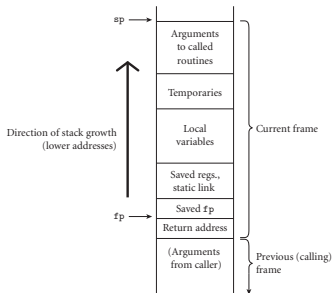 sp
Arguments
to called
routines
Temporaries
Direction of stack growth
(lower addresses)
Local
variables
Current frame
Saved regs.,
static link
Saved fp
fp
Return address
(Arguments
from caller)
Previous (calling)
frame